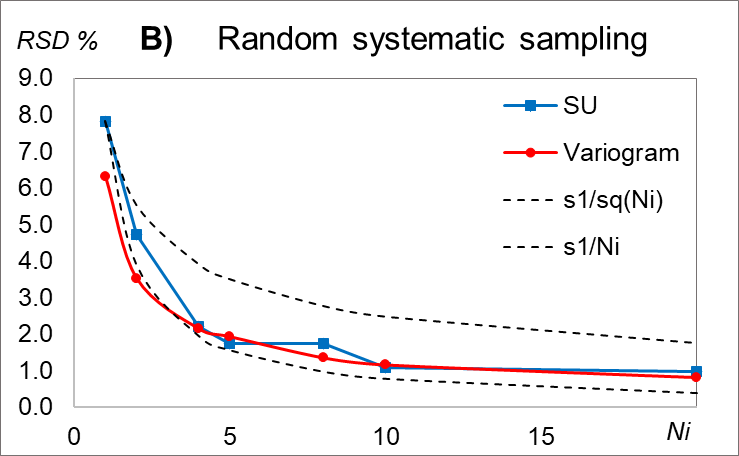 RSD % B) Random systematic sampling
9.0
8.0
7.0
6.0
5.0
4.0
3.0
2.0
1.0
0.0
SU
Variogram
s1/sq(Ni)
s1/Ni
0 5 10 15 Ni